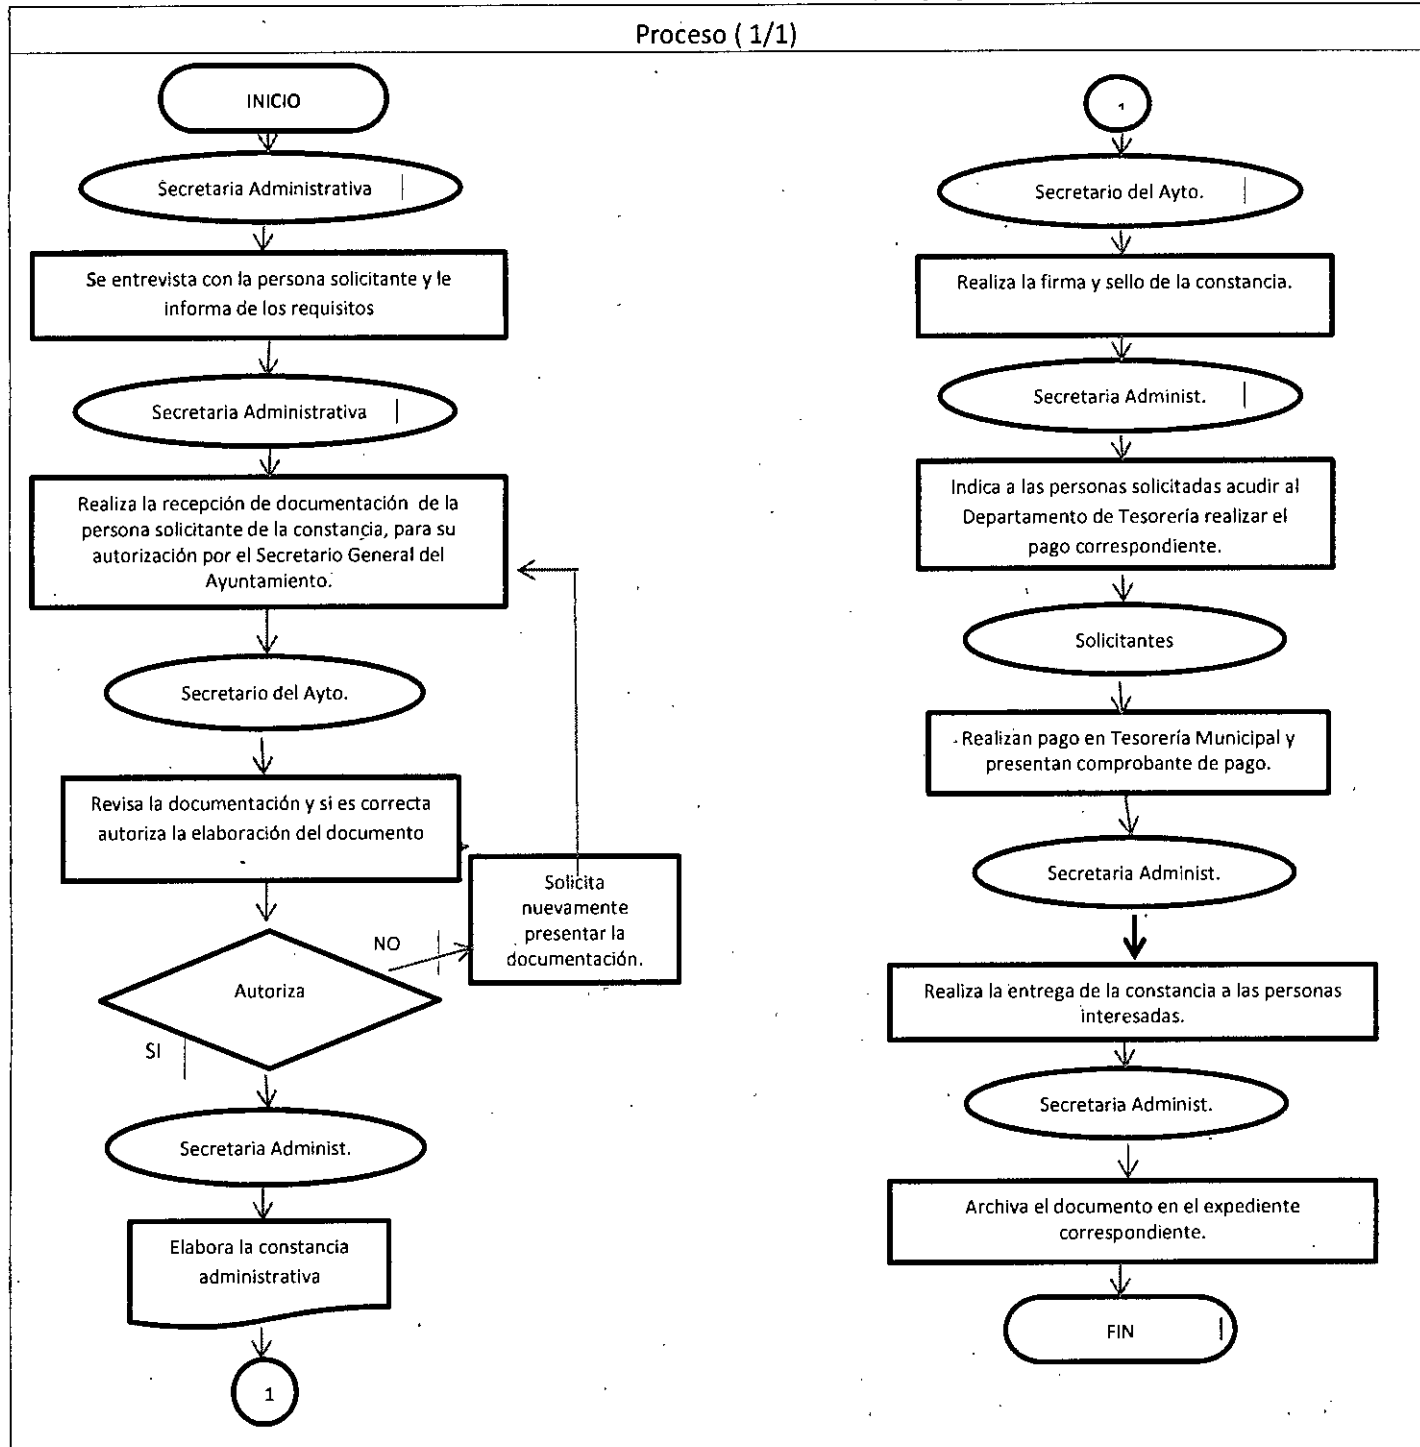 Proceso ( 1/1)
INICIO
Secretaria Administrativa
Se entrevista con la persona solicitante y le
informa de los requisitos
Secretaria Administrativa
Realiza la recepción de documentación de la
persona solicitante de la constancia, para su
autorización por el Secretario General del
Ayuntamiento.
Secretario del Ayto.
Revisa la documentación y si es correcta
autoriza la elaboración del documento
Solicita
nuevamente
presentar la
documentación.
NO
Autoriza
SI
Secretaria Administ.
Elabora la constancia
administrativa
1
1
Secretario del Ayto.
Realiza la firma y sello de la constancia.
Secretaria Administ.
Indica a las personas solicitadas acudir al
Departamento de Tesorería realizar el
pago correspondiente.
Solicitantes
Realizan pago en Tesorería Municipal y
presentan comprobante de pago.
Secretaria Administ.
Realiza la entrega de la constancia a las personas
interesadas.
Secretaria Administ.
Archiva el documento en el expediente
correspondiente.
FIN